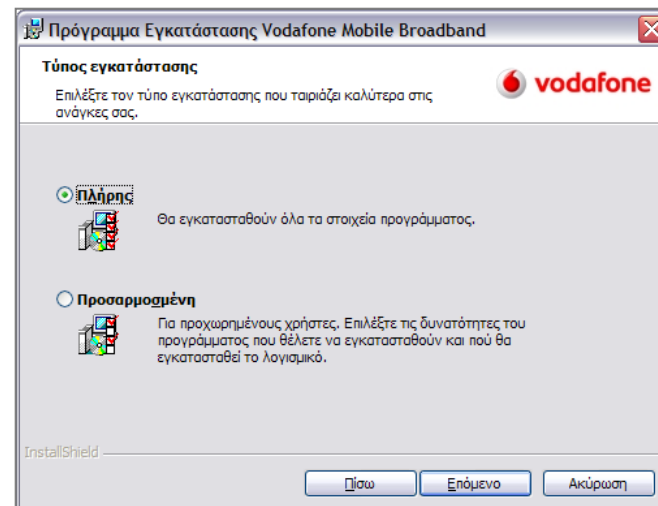 Πρόγραμμα Εγκατάστασης Vodafone Mobile Broadband
Τύπος εγκατάστασης
Επιλέξτε τον τύπο εγκατάστασης που ταιριάζει καλύτερα στις
ανάγκες σας.
vodafone
Πλήρης
Θα εγκατασταθούν όλα τα στοιχεία προγράμματος.
Προσαρμοσμένη
Για προχωρημένους χρήστες. Επιλέξτε τις δυνατότητες του
προγράμματος που θέλετε να εγκατασταθούν και πού θα
εγκατασταθεί το λογισμικό.
InstallShield
Πίσω
Επόμενο
Ακύρωση